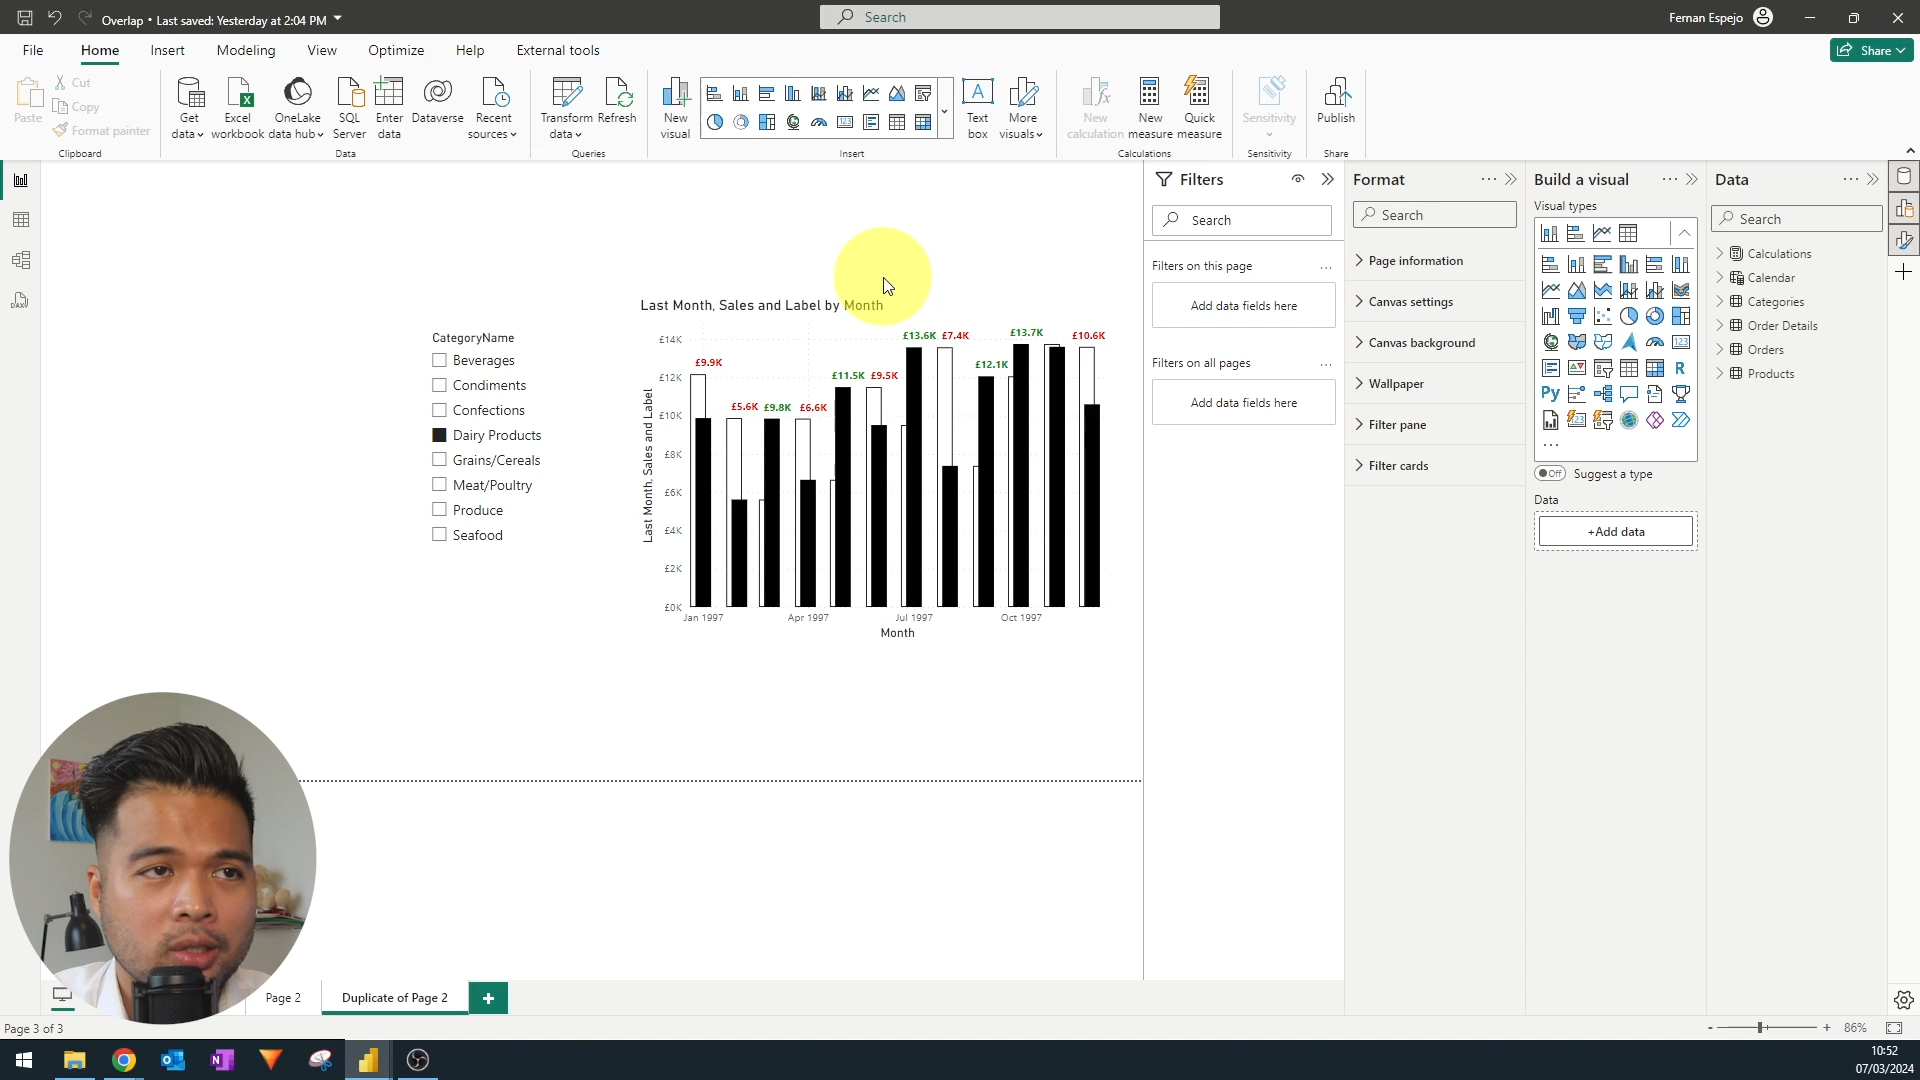 Overlap • Last saved: Yesterday at 2:04 PM
Search
Fernan Espejo
File
Home
Insert
Modeling
View
Optimize
Help
External tools
Share
Paste
Cut
Copy
Format painter
Clipboard
Get data
Excel workbook
OneLake data hub
SQL Server
Enter data
Dataverse
Recent sources
Data
Transform data
Refresh
Queries
New visual
Text box
More visuals
Insert
New calculation
New measure
Quick measure
Calculations
Sensitivity
Sensitivity
Publish
Share
CategoryName
Beverages
Condiments
Confections
Dairy Products
Grains/Cereals
Meat/Poultry
Produce
Seafood
Last Month, Sales and Label by Month
Last Month, Sales and Label
£14K
£12K
£10K
£8K
£6K
£4K
£2K
£0K
£9.9K
£5.6K
£9.8K
£6.6K
£11.5K
£9.5K
£13.6K
£7.4K
£12.1K
£13.7K
£10.6K
Jan 1997
Apr 1997
Jul 1997
Oct 1997
Month
Filters
Search
Filters on this page
Add data fields here
Filters on all pages
Add data fields here
Format
Search
Page information
Canvas settings
Canvas background
Wallpaper
Filter pane
Filter cards
Build a visual
Visual types
R
Py
Off
Suggest a type
Data
+Add data
Data
Search
Calculations
Calendar
Categories
Order Details
Orders
Products
Page 2
Duplicate of Page 2
Page 3 of 3
86%
10:52
07/03/2024